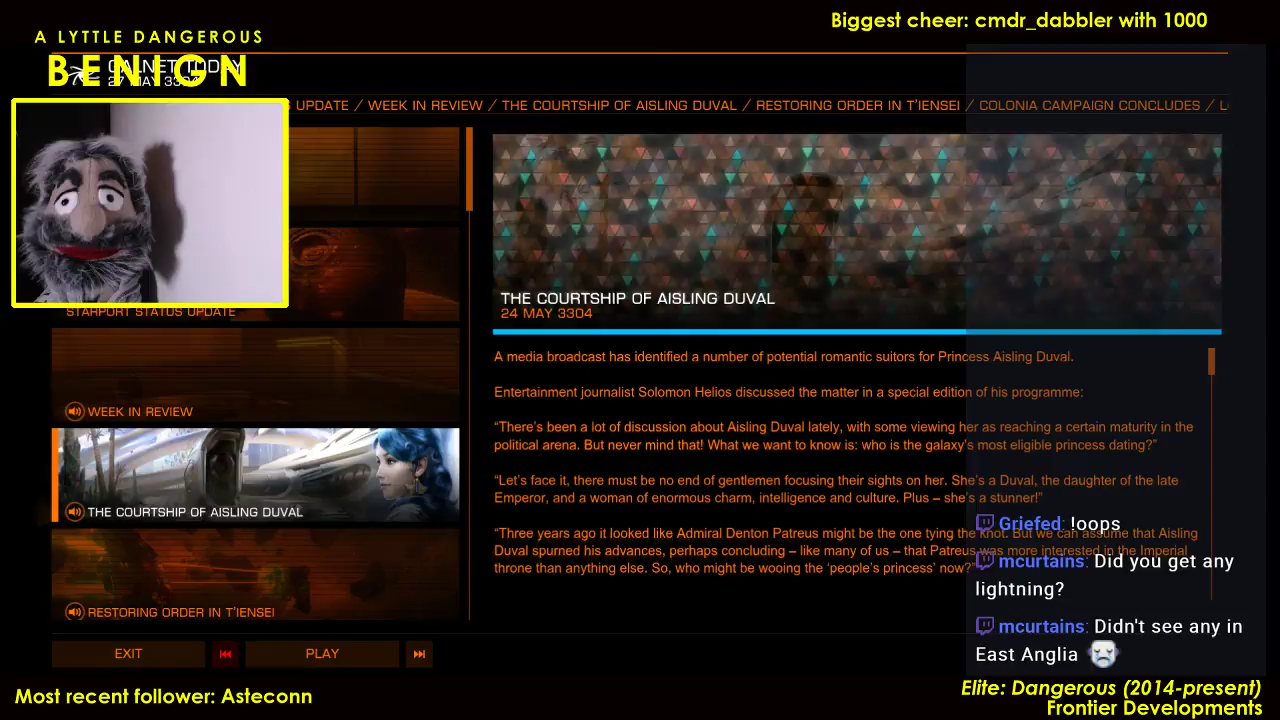 A LYTTLE DANGEROUS
BENIGN
Biggest cheer: cmdr_dabbler with 1000
GALNET TODAY
27 MAY 3304
UPDATE / WEEK IN REVIEW / THE COURTSHIP OF AISLING DUVAL / RESTORING ORDER IN T'IENSEI / COLONIA CAMPAIGN CONCLUDES / L
STARPORT STATUS UPDATE
WEEK IN REVIEW
THE COURTSHIP OF AISLING DUVAL
RESTORING ORDER IN T'IENSEI
EXIT
PLAY
THE COURTSHIP OF AISLING DUVAL
24 MAY 3304
A media broadcast has identified a number of potential romantic suitors for Princess Aisling Duval.
Entertainment journalist Solomon Helios discussed the matter in a special edition of his programme:
“There’s been a lot of discussion about Aisling Duval lately, with some viewing her as reaching a certain maturity in the
political arena. But never mind that! What we want to know is: who is the galaxy’s most eligible princess dating?”
“Let’s face it, there must be no end of gentlemen focusing their sights on her. She’s a Duval, the daughter of the late
Emperor, and a woman of enormous charm, intelligence and culture. Plus – she’s a stunner!”
“Three years ago it looked like Admiral Denton Patreus might be the one tying the knot. But we can assume that Aisling
Duval spurned his advances, perhaps concluding – like many of us – that Patreus was more interested in the Imperial
throne than anything else. So, who might be wooing the ‘people’s princess’ now?”
Griefed: !oops
mcurtains: Did you get any
lightning?
mcurtains: Didn't see any in
East Anglia
Most recent follower: Asteconn
Elite: Dangerous (2014-present)
Frontier Developments